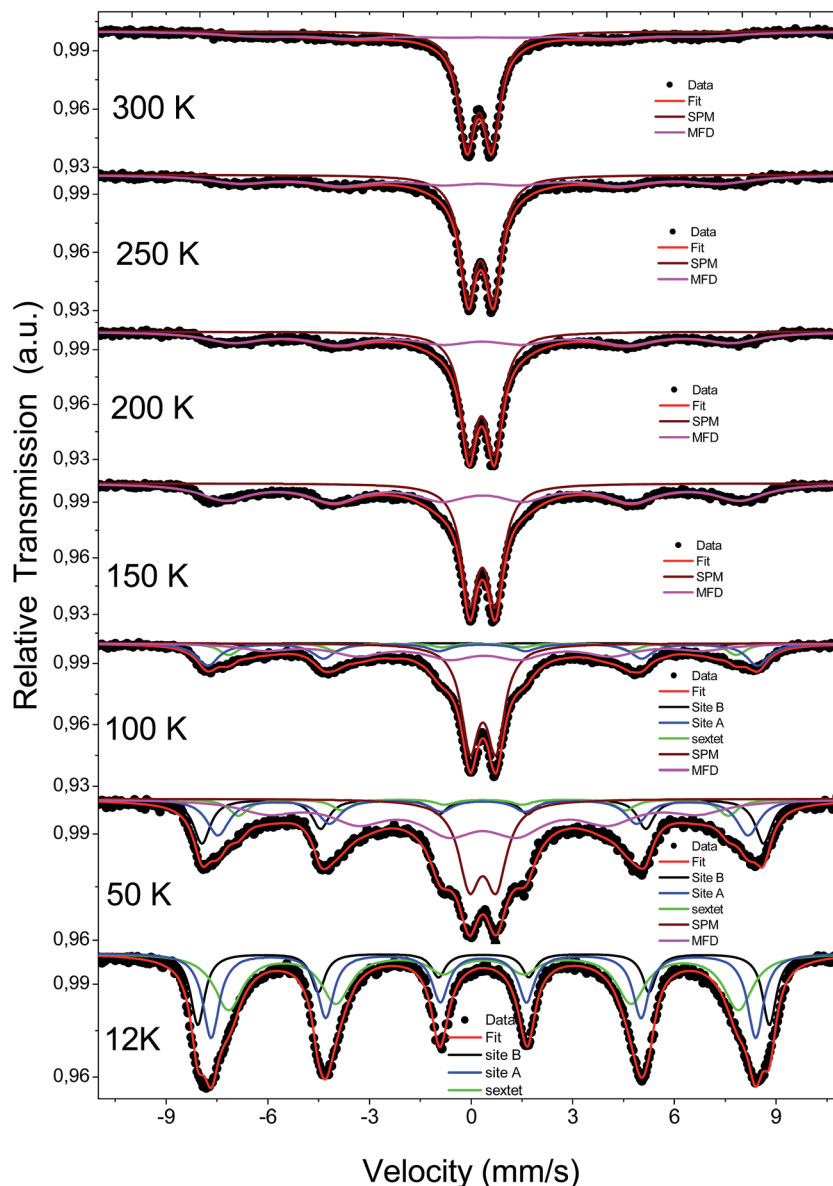 0,99
0,96
0,93
300 K
Data
Fit
SPM
MFD
0,99
0,96
0,93
250 K
Data
Fit
SPM
MFD
0,99
0,96
0,93
200 K
Data
Fit
SPM
MFD
0,99
0,96
0,93
150 K
Data
Fit
SPM
MFD
0,99
0,96
0,93
100 K
Data
Fit
Site B
Site A
sextet
SPM
MFD
0,99
0,96
50 K
Data
Fit
Site B
Site A
sextet
SPM
MFD
0,99
0,96
12K
Data
Fit
site B
site A
sextet
-9
-6
-3
0
3
6
9
Velocity (mm/s)
Relative Transmission (a.u.)